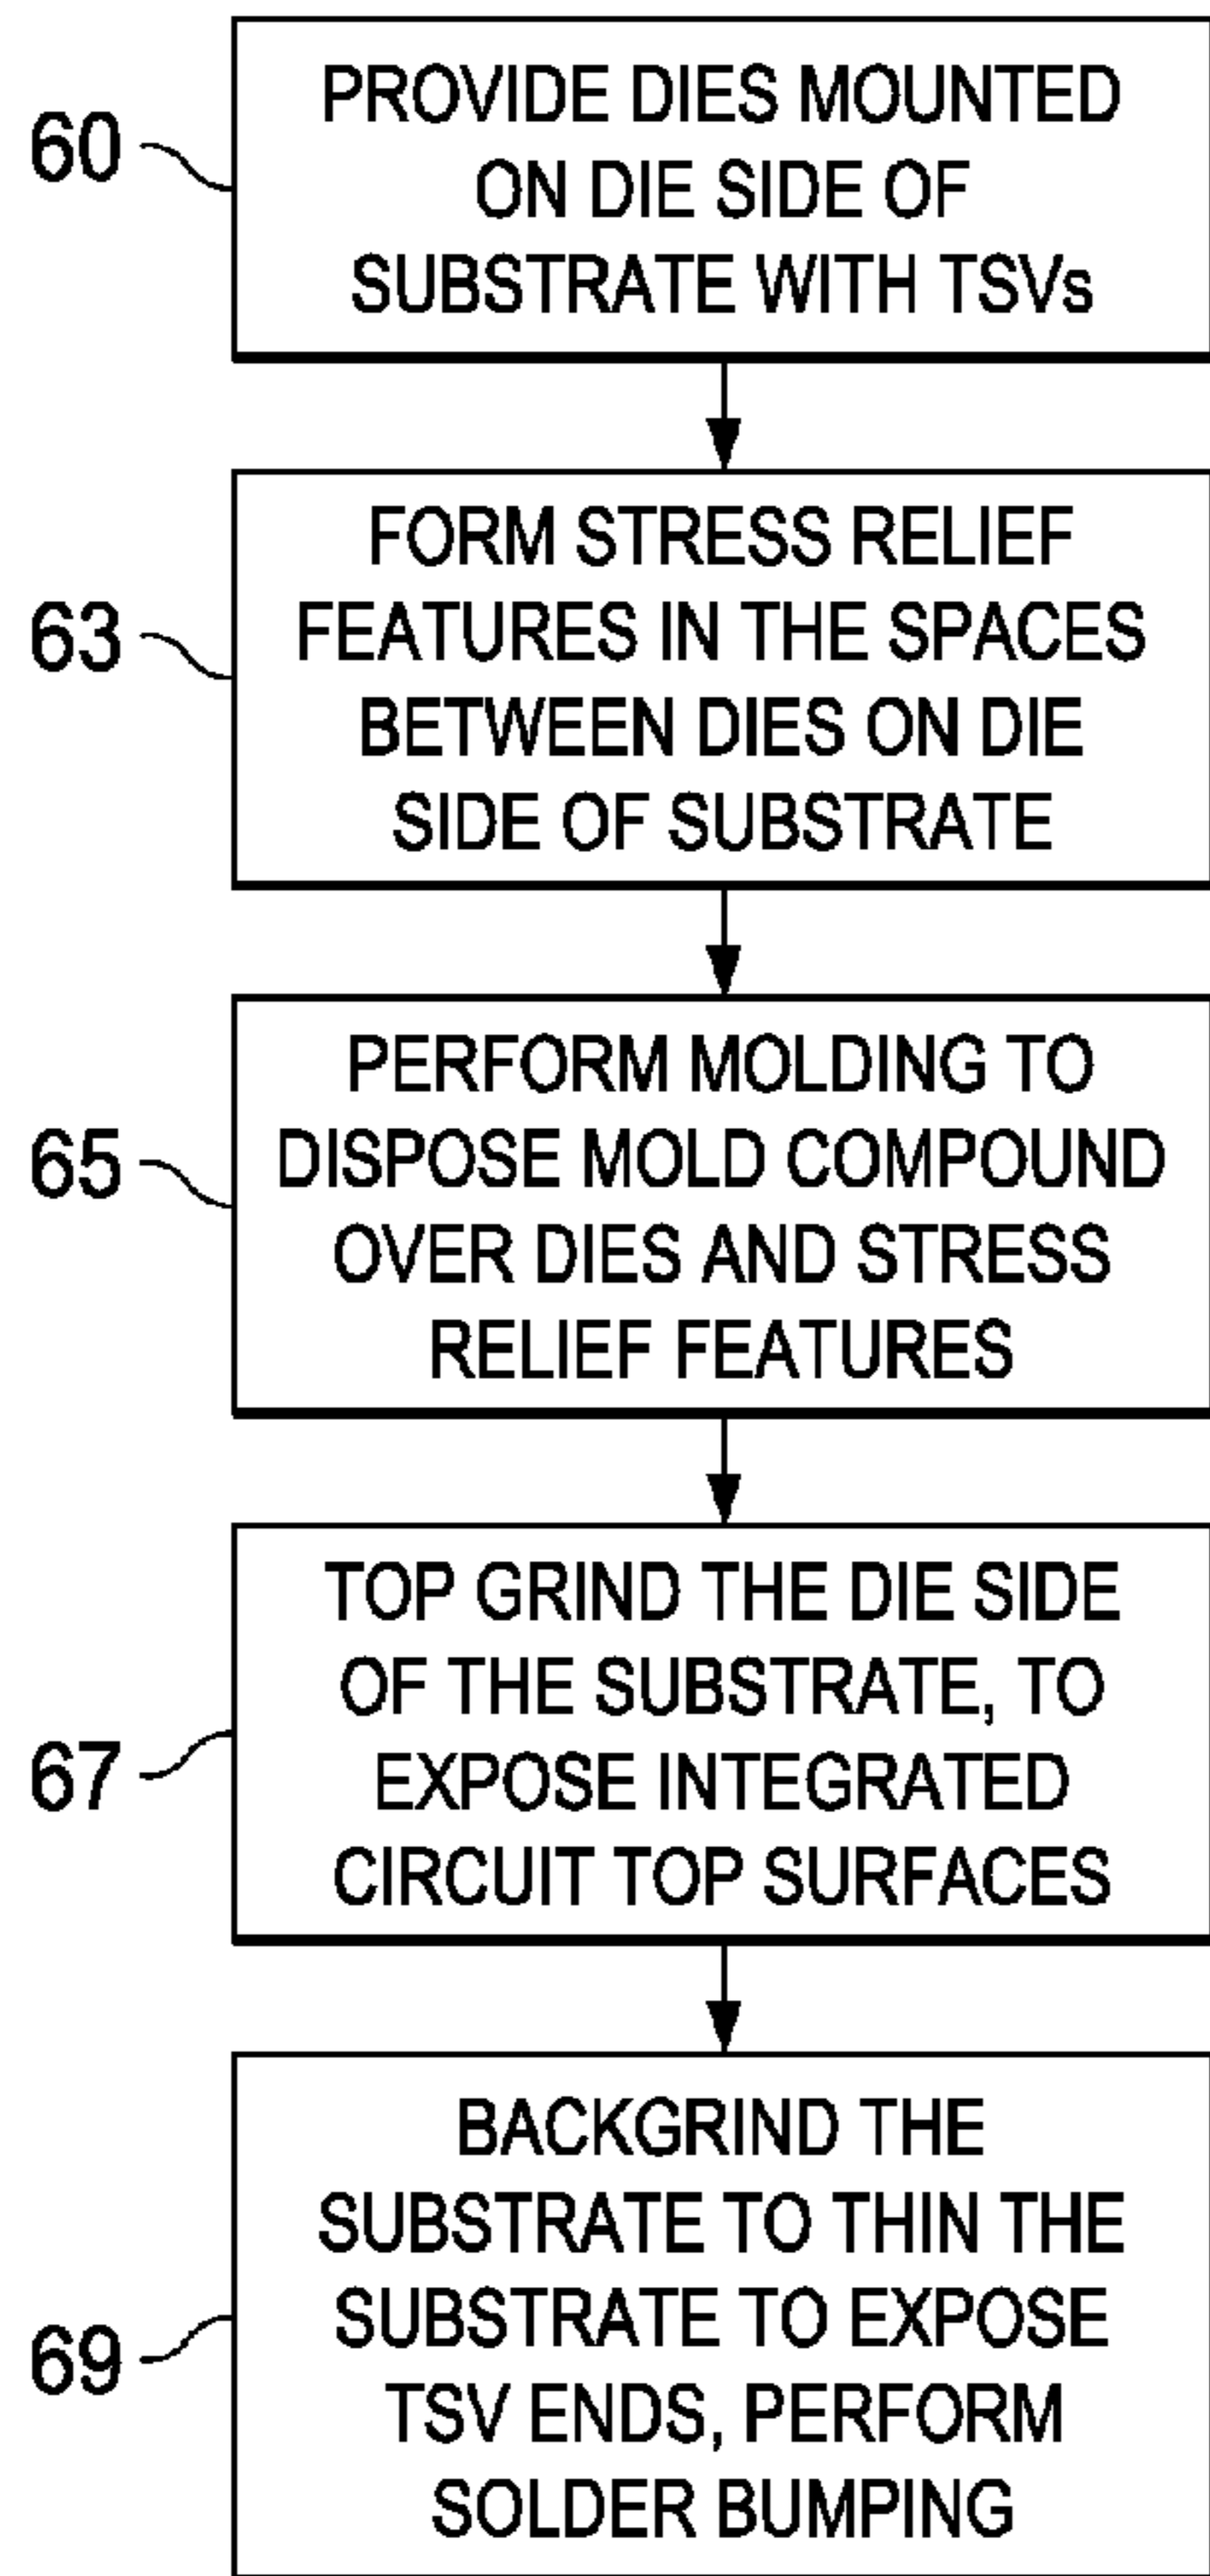 60
PROVIDE DIES MOUNTED
ON DIE SIDE OF
SUBSTRATE WITH TSVs
63
FORM STRESS RELIEF
FEATURES IN THE SPACES
BETWEEN DIES ON DIE
SIDE OF SUBSTRATE
65
PERFORM MOLDING TO
DISPOSE MOLD COMPOUND
OVER DIES AND STRESS
RELIEF FEATURES
67
TOP GRIND THE DIE SIDE
OF THE SUBSTRATE, TO
EXPOSE INTEGRATED
CIRCUIT TOP SURFACES
69
BACKGRIND THE
SUBSTRATE TO THIN THE
SUBSTRATE TO EXPOSE
TSV ENDS, PERFORM
SOLDER BUMPING